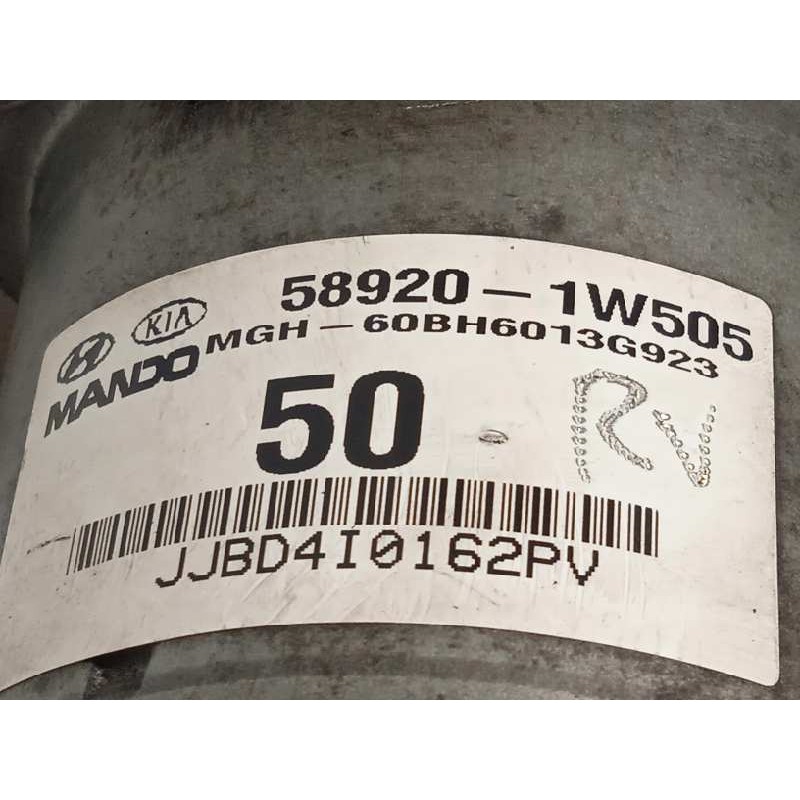 58920-1W505
KIA
MANDO MGH-60BH6013G923
50
RV
JJBD4I0162PV